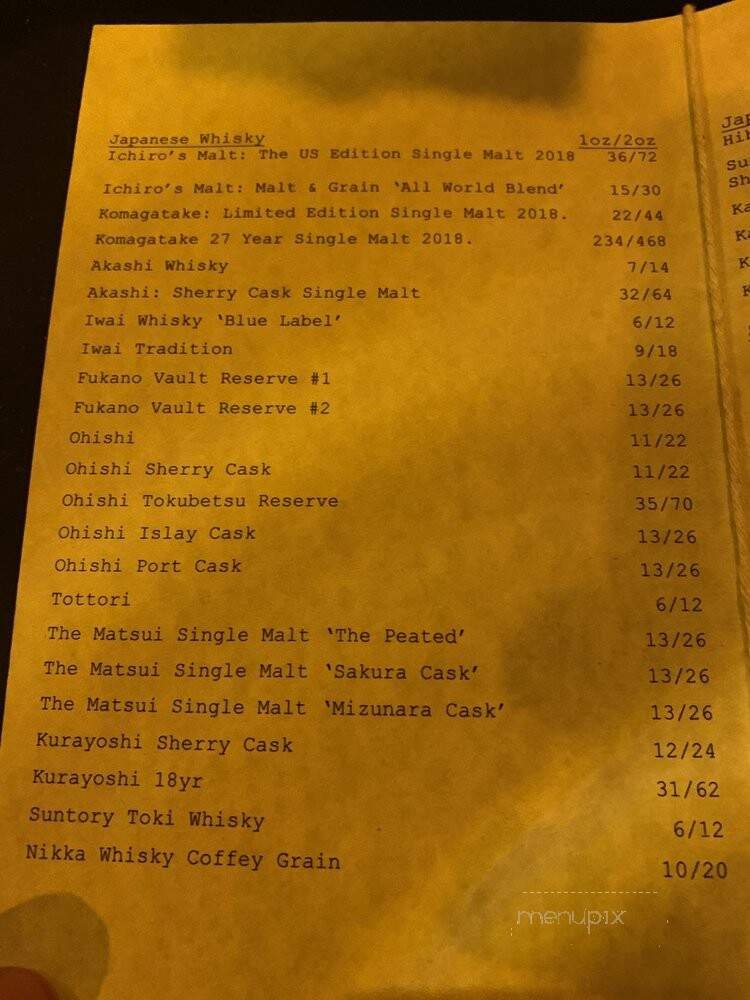 Japanese Whisky 1oz/2oz
Ichiro's Malt: The US Edition Single Malt 2018 36/72
Ichiro's Malt: Malt & Grain ‘All World Blend’ 15/30
Komagatake: Limited Edition Single Malt 2018. 22/44
Komagatake 27 Year Single Malt 2018. 234/468
Akashi Whisky 7/14
Akashi: Sherry Cask Single Malt 32/64
Iwai Whisky ‘Blue Label’ 6/12
Iwai Tradition 9/18
Fukano Vault Reserve #1 13/26
Fukano Vault Reserve #2 13/26
Ohishi 11/22
Ohishi Sherry Cask 11/22
Ohishi Tokubetsu Reserve 35/70
Ohishi Islay Cask 13/26
Ohishi Port Cask 13/26
Tottori 6/12
The Matsui Single Malt ‘The Peated’ 13/26
The Matsui Single Malt ‘Sakura Cask’ 13/26
The Matsui Single Malt ‘Mizunara Cask’ 13/26
Kurayoshi Sherry Cask 12/24
Kurayoshi 18yr 31/62
Suntory Toki Whisky 6/12
Nikka Whisky Coffey Grain 10/20
menupix